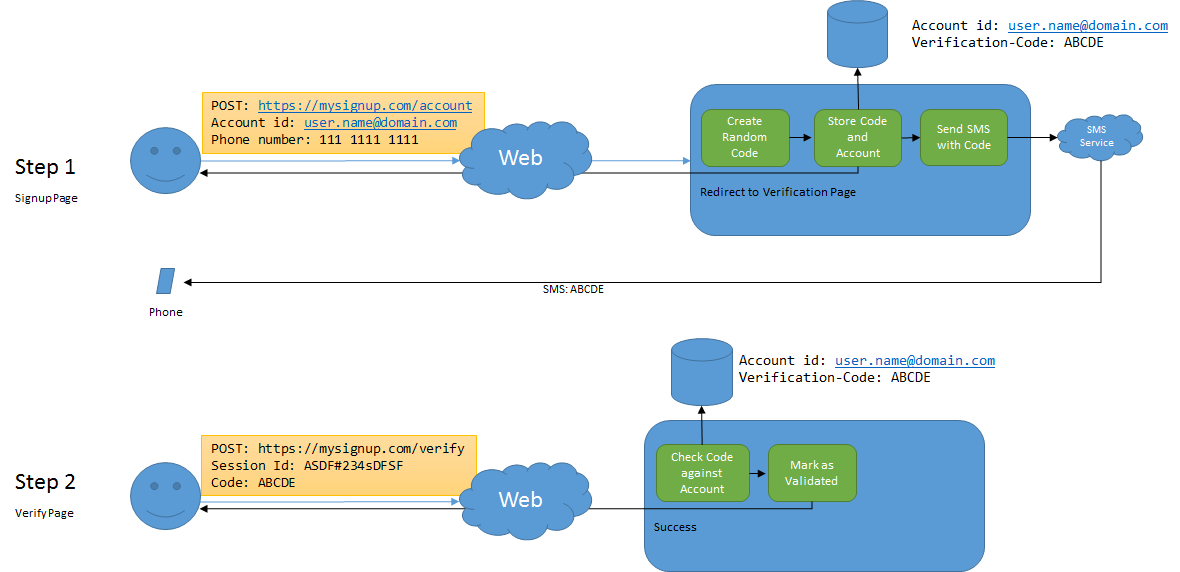 Account id: user.name@domain.com
Verification-Code: ABCDE
POST: https://mysignup.com/account
Account id: user.name@domain.com
Phone number: 111 1111 1111
Step 1
Signup Page
Web
Create
Random
Code
Store Code
and
Account
Send SMS
with Code
SMS
Service
Redirect to Verification Page
SMS: ABCDE
Phone
Account id: user.name@domain.com
Verification-Code: ABCDE
POST: https://mysignup.com/verify
Session Id: ASDF#234sDFSF
Code: ABCDE
Step 2
Verify Page
Web
Check Code
against
Account
Mark as
Validated
Success